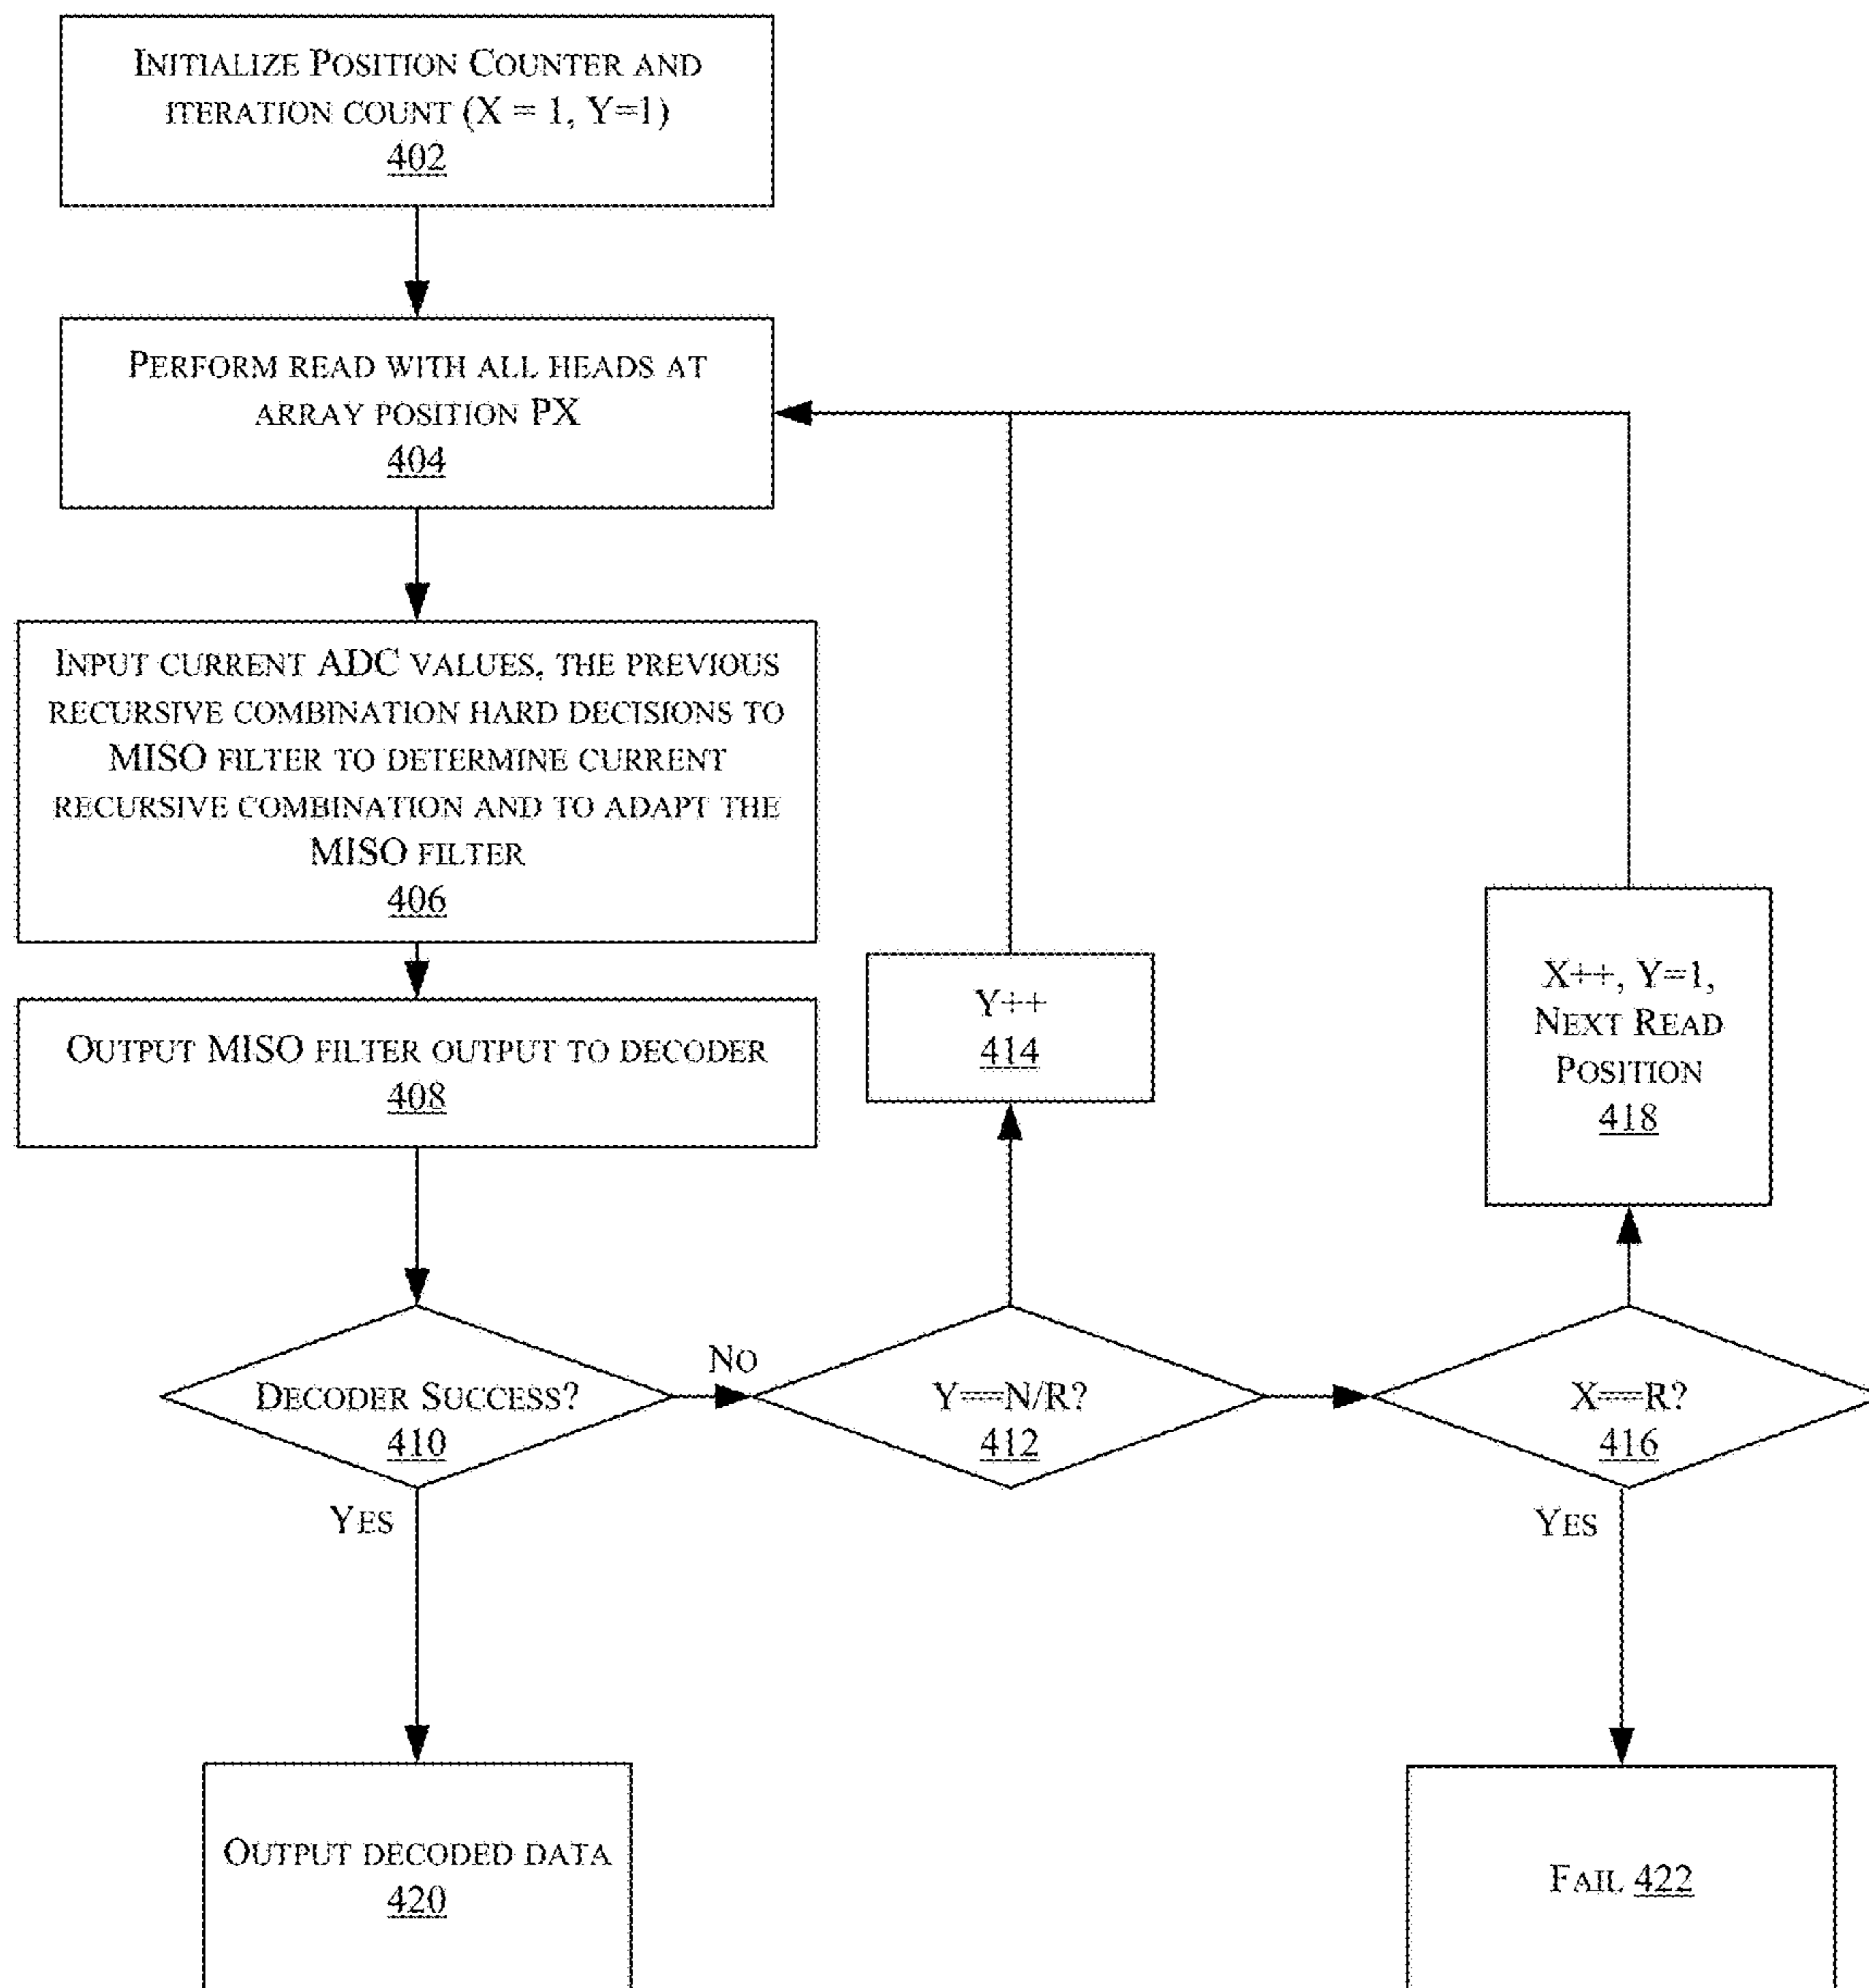 INITIALIZE POSITION COUNTER AND
ITERATION COUNT (X = 1, Y=1)
402
PERFORM READ WITH ALL HEADS AT
ARRAY POSITION PX
404
INPUT CURRENT ADC VALUES, THE PREVIOUS
RECURSIVE COMBINATION HARD DECISIONS TO
MISO FILTER TO DETERMINE CURRENT
RECURSIVE COMBINATION AND TO ADAPT THE
MISO FILTER
406
OUTPUT MISO FILTER OUTPUT TO DECODER
408
Y++
414
X++, Y=1,
NEXT READ
POSITION
418
DECODER SUCCESS?
410
NO
Y==N/R?
412
X==R?
416
YES
YES
OUTPUT DECODED DATA
420
FAIL 422